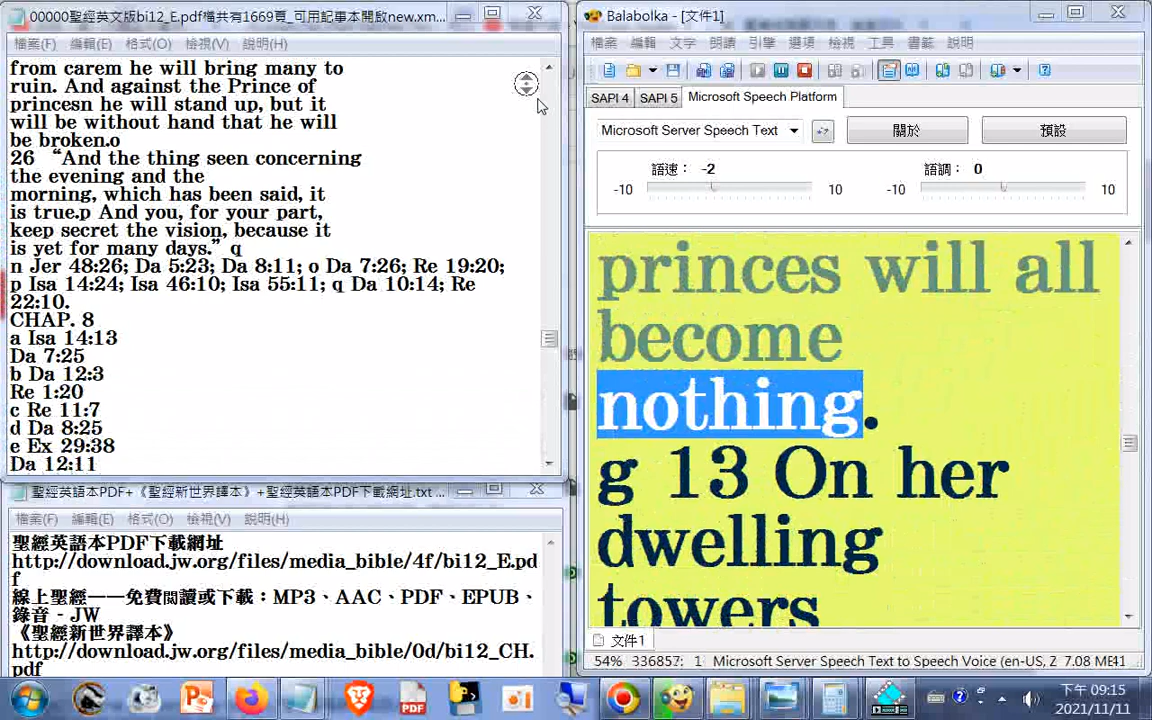 00000聖經英文版bi12_E.pdf檔共有1669頁_可用記事本開啟new.xm...
檔案(F) 編輯(E) 格式(O) 檢視(V) 說明(H)
from carem he will bring many to
ruin. And against the Prince of
princesn he will stand up, but it
will be without hand that he will
be broken.o
26 “And the thing seen concerning
the evening and the
morning, which has been said, it
is true.p And you, for your part,
keep secret the vision, because it
is yet for many days.” q
n Jer 48:26; Da 5:23; Da 8:11; o Da 7:26; Re 19:20;
p Isa 14:24; Isa 46:10; Isa 55:11; q Da 10:14; Re
22:10.
CHAP. 8
a Isa 14:13
Da 7:25
b Da 12:3
Re 1:20
c Re 11:7
d Da 8:25
e Ex 29:38
Da 12:11
聖經英語本PDF+《聖經新世界譯本》+聖經英語本PDF下載網址.txt ...
檔案(F) 編輯(E) 格式(O) 檢視(V) 說明(H)
聖經英語本PDF下載網址
http://download.jw.org/files/media_bible/4f/bi12_E.pd
f
線上聖經——免費閱讀或下載：MP3、AAC、PDF、EPUB、
錄音 - JW
《聖經新世界譯本》
http://download.jw.org/files/media_bible/0d/bi12_CH.
pdf
Balabolka - [文件1]
檔案 編輯 文字 朗讀 引擎 選項 檢視 工具 書籤 說明
SAPI 4 SAPI 5 Microsoft Speech Platform
Microsoft Server Speech Text 關於 預設
語速： -2 語調： 0
-10 10 -10 10
princes will all
become
nothing.
g 13 On her
dwelling
towers
文件1
54% 336857: 1 Microsoft Server Speech Text to Speech Voice (en-US, 2 7.08 ME41
下午 09:15
2021/11/11